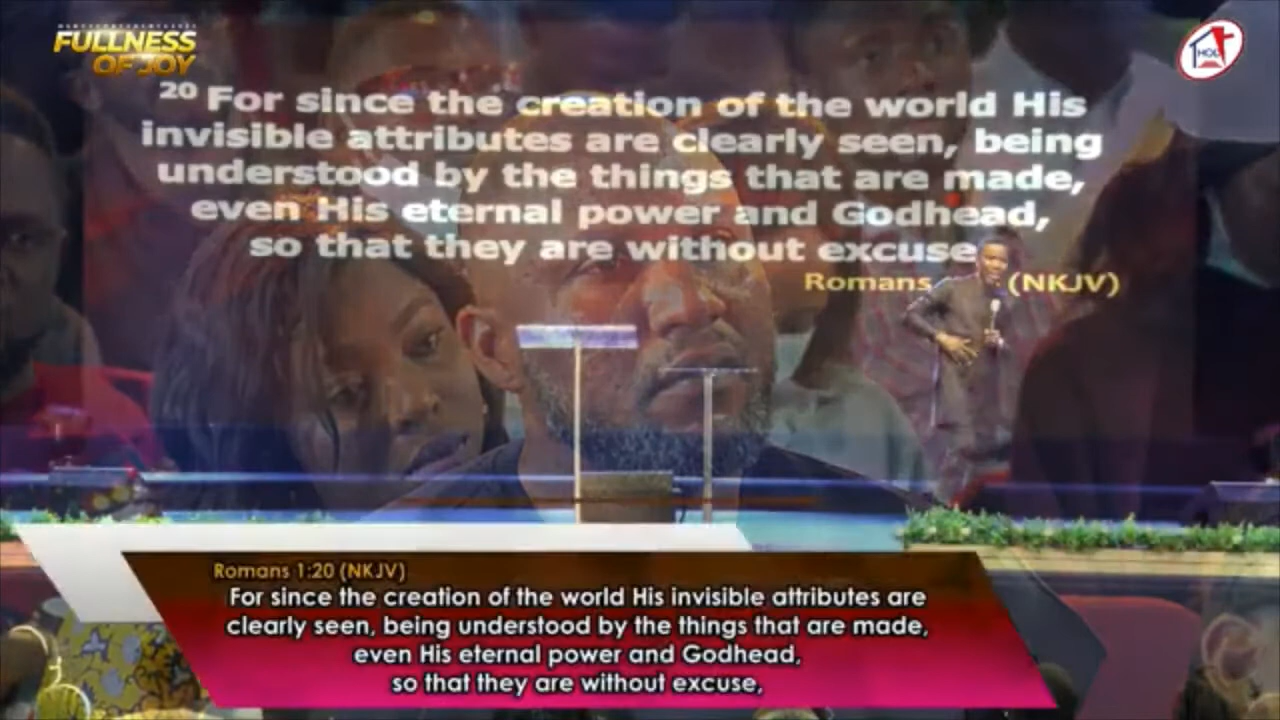 FULLNESS
OF JOY
HOL
20 For since the creation of the world His
invisible attributes are clearly seen, being
understood by the things that are made,
even His eternal power and Godhead,
so that they are without excuse
Romans (NKJV)
Romans 1:20 (NKJV)
For since the creation of the world His invisible attributes are
clearly seen, being understood by the things that are made,
even His eternal power and Godhead,
so that they are without excuse,